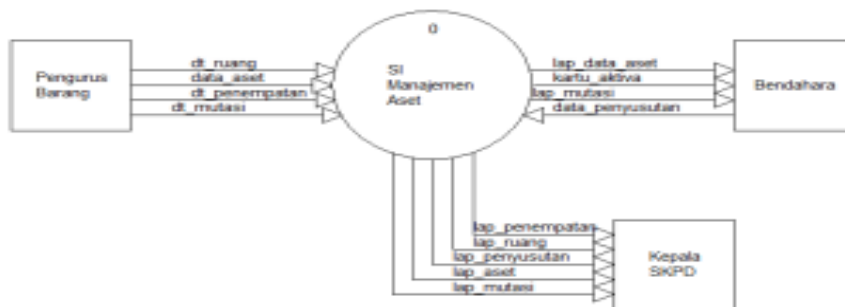 0
dt_ruang
data_aset
dt_penempatan
dt_mutasi
Pengurus
Barang
SI
Manajemen
Aset
lap_data_aset
kartu_aktiva
lap_mutasi
data_penyusutan
Bendahara
lap_penempatan
lap_ruang
lap_penyusutan
lap_aset
lap_mutasi
Kepala
SKPD